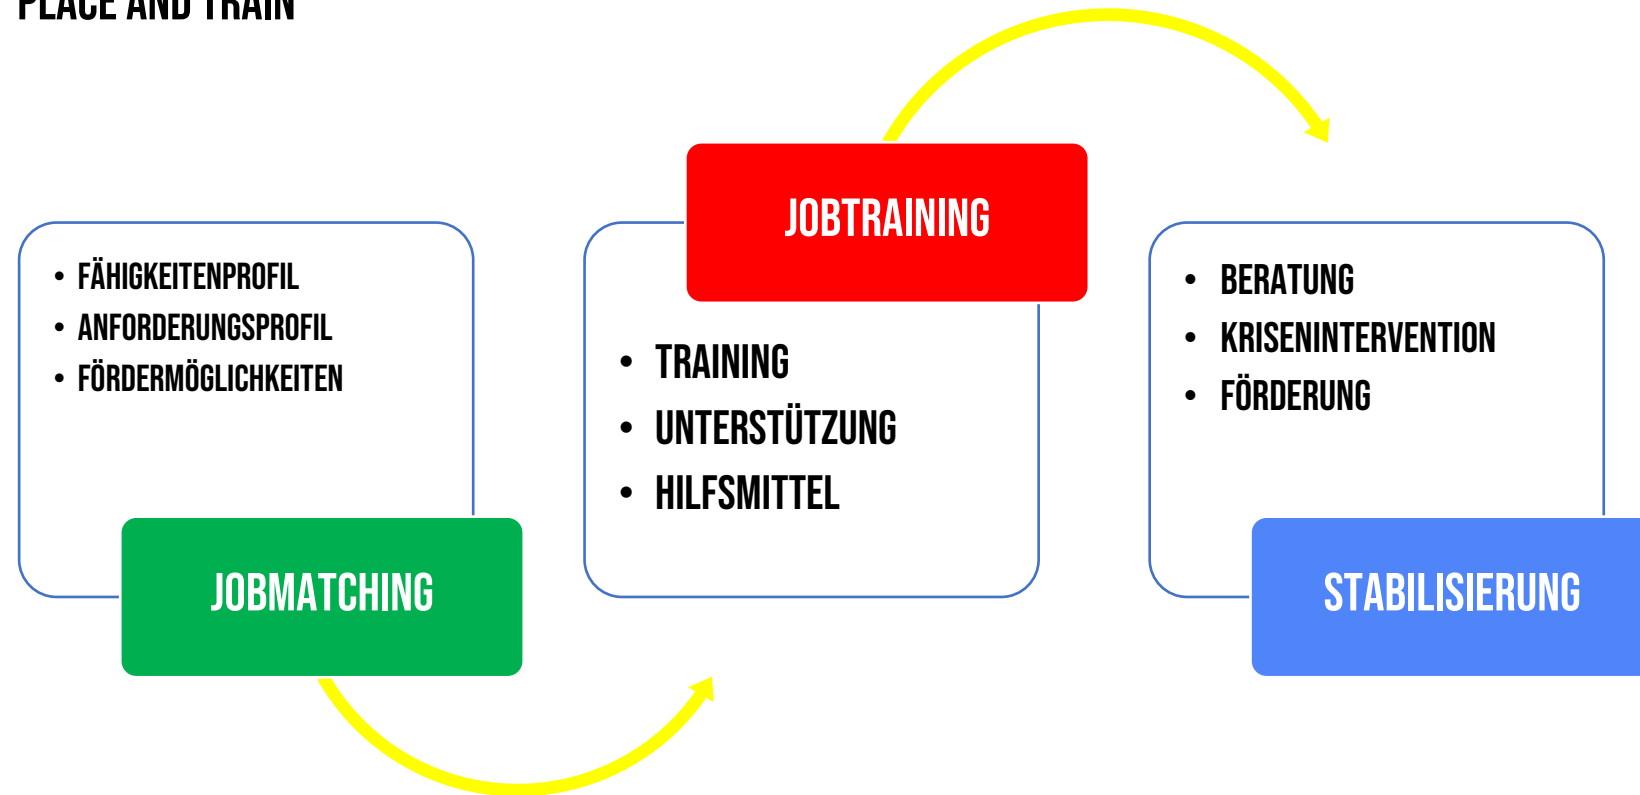 PLACE AND TRAIN
• FÄHIGKEITENPROFIL
• ANFORDERUNGSPROFIL
• FÖRDERMÖGLICHKEITEN
JOBMATCHING
JOBTRAINING
• TRAINING
• UNTERSTÜTZUNG
• HILFSMITTEL
• BERATUNG
• KRISENINTERVENTION
• FÖRDERUNG
STABILISIERUNG